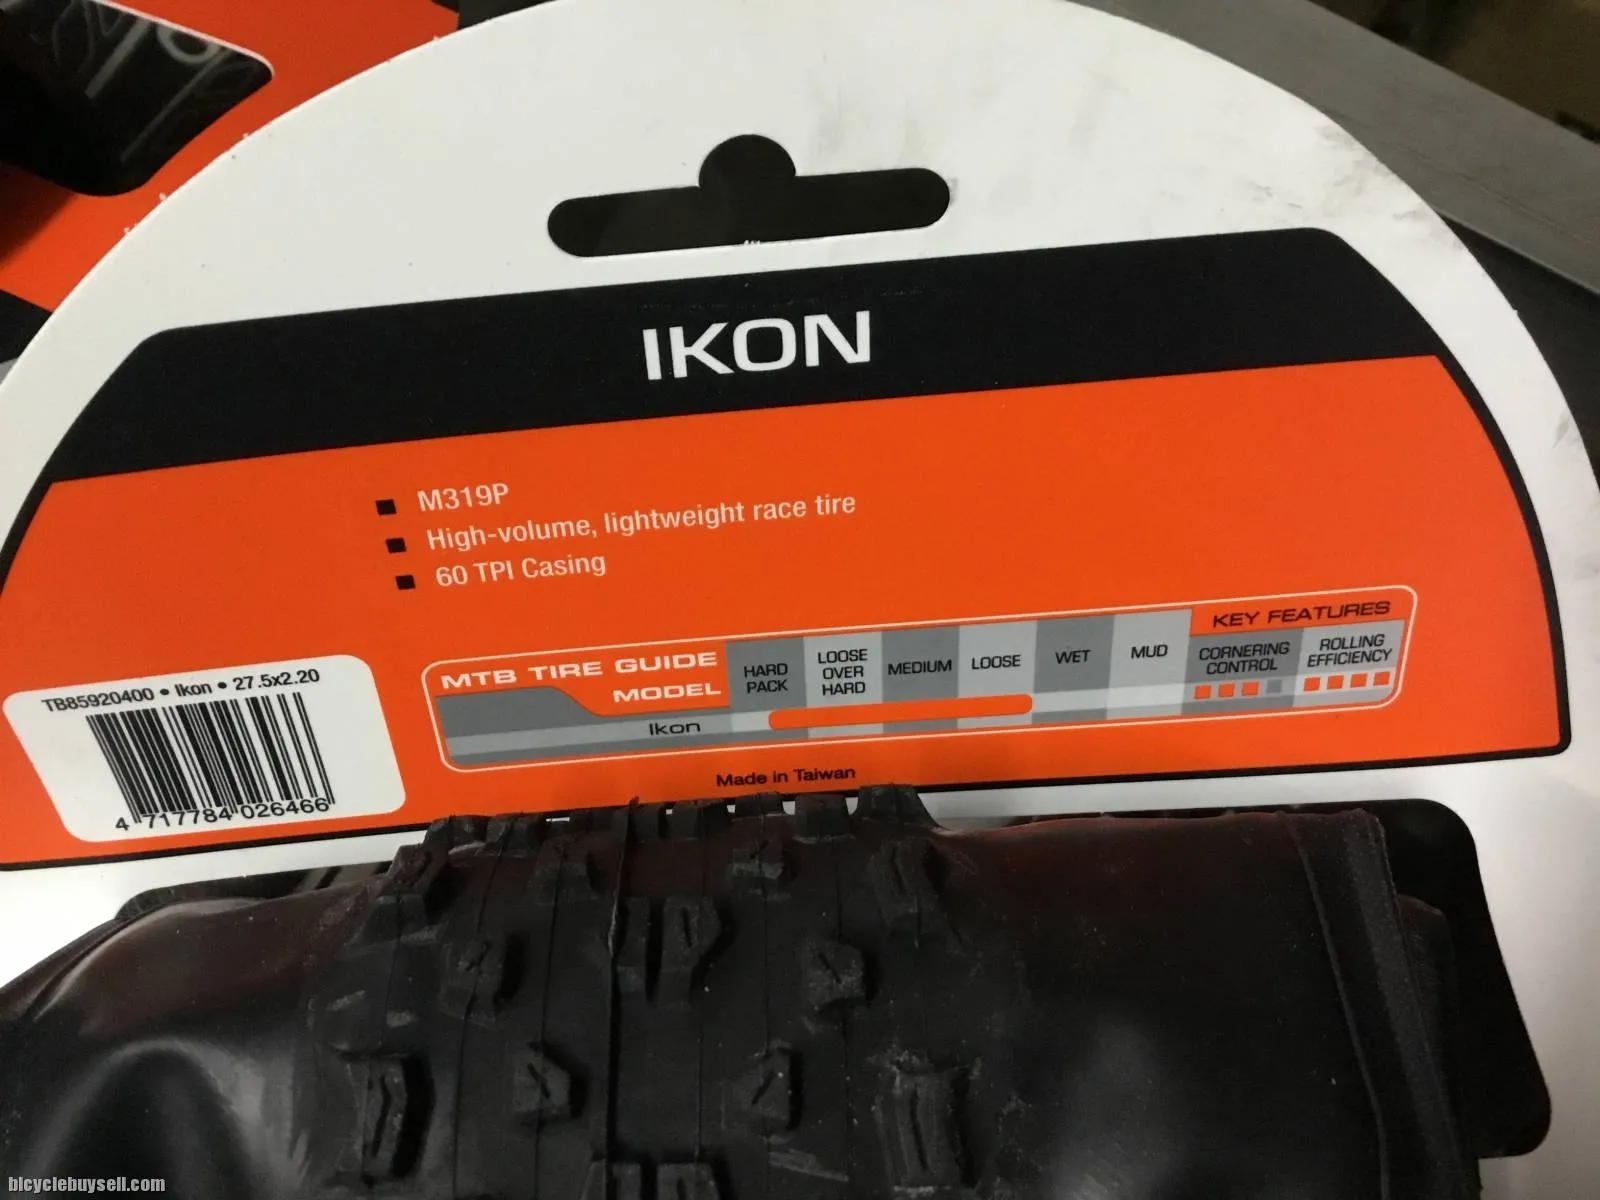 IKON
M319P
High-volume, lightweight race tire
60 TPI Casing
TB85920400 • Ikon • 27.5x2.20
4 717784 026466
MTB TIRE GUIDE
MODEL
HARD PACK
LOOSE OVER HARD
MEDIUM
LOOSE
WET
MUD
KEY FEATURES
CORNERING CONTROL
ROLLING EFFICIENCY
Ikon
Made in Taiwan
bicyclebuysell.com